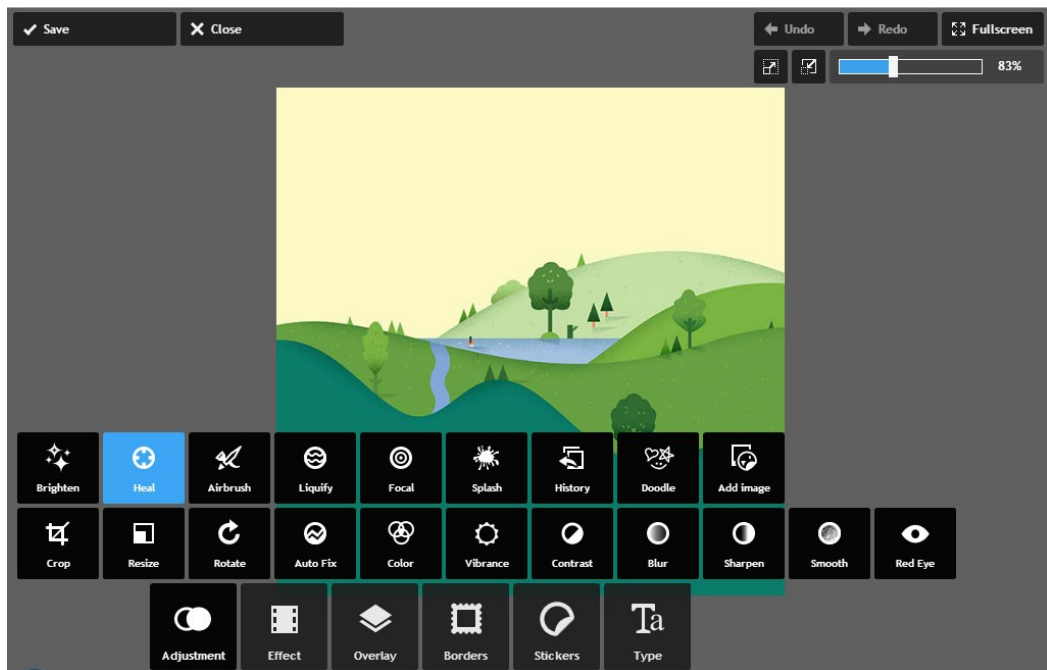 Save Close Undo Redo Fullscreen
83%
Brighten Heal Airbrush Liquify Focal Splash History Doodle Add image
Crop Resize Rotate Auto Fix Color Vibrance Contrast Blur Sharpen Smooth Red Eye
Ta
Adjustment Effect Overlay Borders Stickers Type